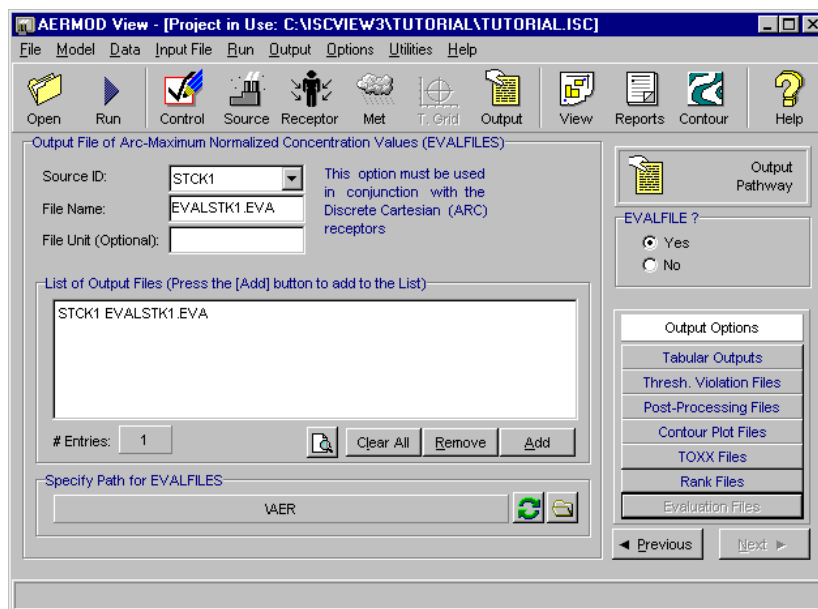 AERMOD View - [Project in Use: C:\ISCVIEW3\TUTORIAL\TUTORIAL.ISC]
File Model Data Input File Run Output Options Utilities Help
Open Run Control Source Receptor Met T. Grid Output View Reports Contour Help
Output File of Arc-Maximum Normalized Concentration Values (EVALFILES)
Source ID: STCK1
File Name: EVALSTK1.EVA
File Unit (Optional):
This option must be used
in conjunction with the
Discrete Cartesian (ARC)
receptors
List of Output Files (Press the [Add] button to add to the List)
STCK1 EVALSTK1.EVA
# Entries: 1 Clear All Remove Add
Specify Path for EVALFILES
\AER
Output
Pathway
EVALFILE ?
Yes
No
Output Options
Tabular Outputs
Thresh. Violation Files
Post-Processing Files
Contour Plot Files
TOXX Files
Rank Files
Evaluation Files
Previous Next